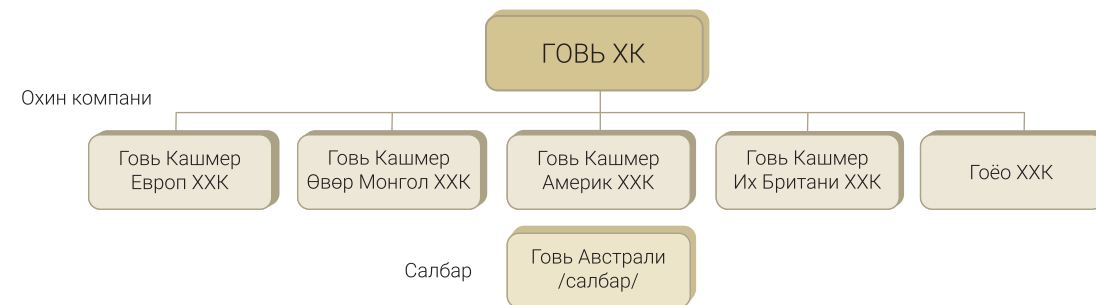 ГОВЬ ХК
Охин компани
Говь Кашмер
Европ ХХК
Говь Кашмер
Өвөр Монгол ХХК
Говь Кашмер
Америк ХХК
Говь Кашмер
Их Британи ХХК
Гоёо ХХК
Салбар
Говь Австрали
/салбар/